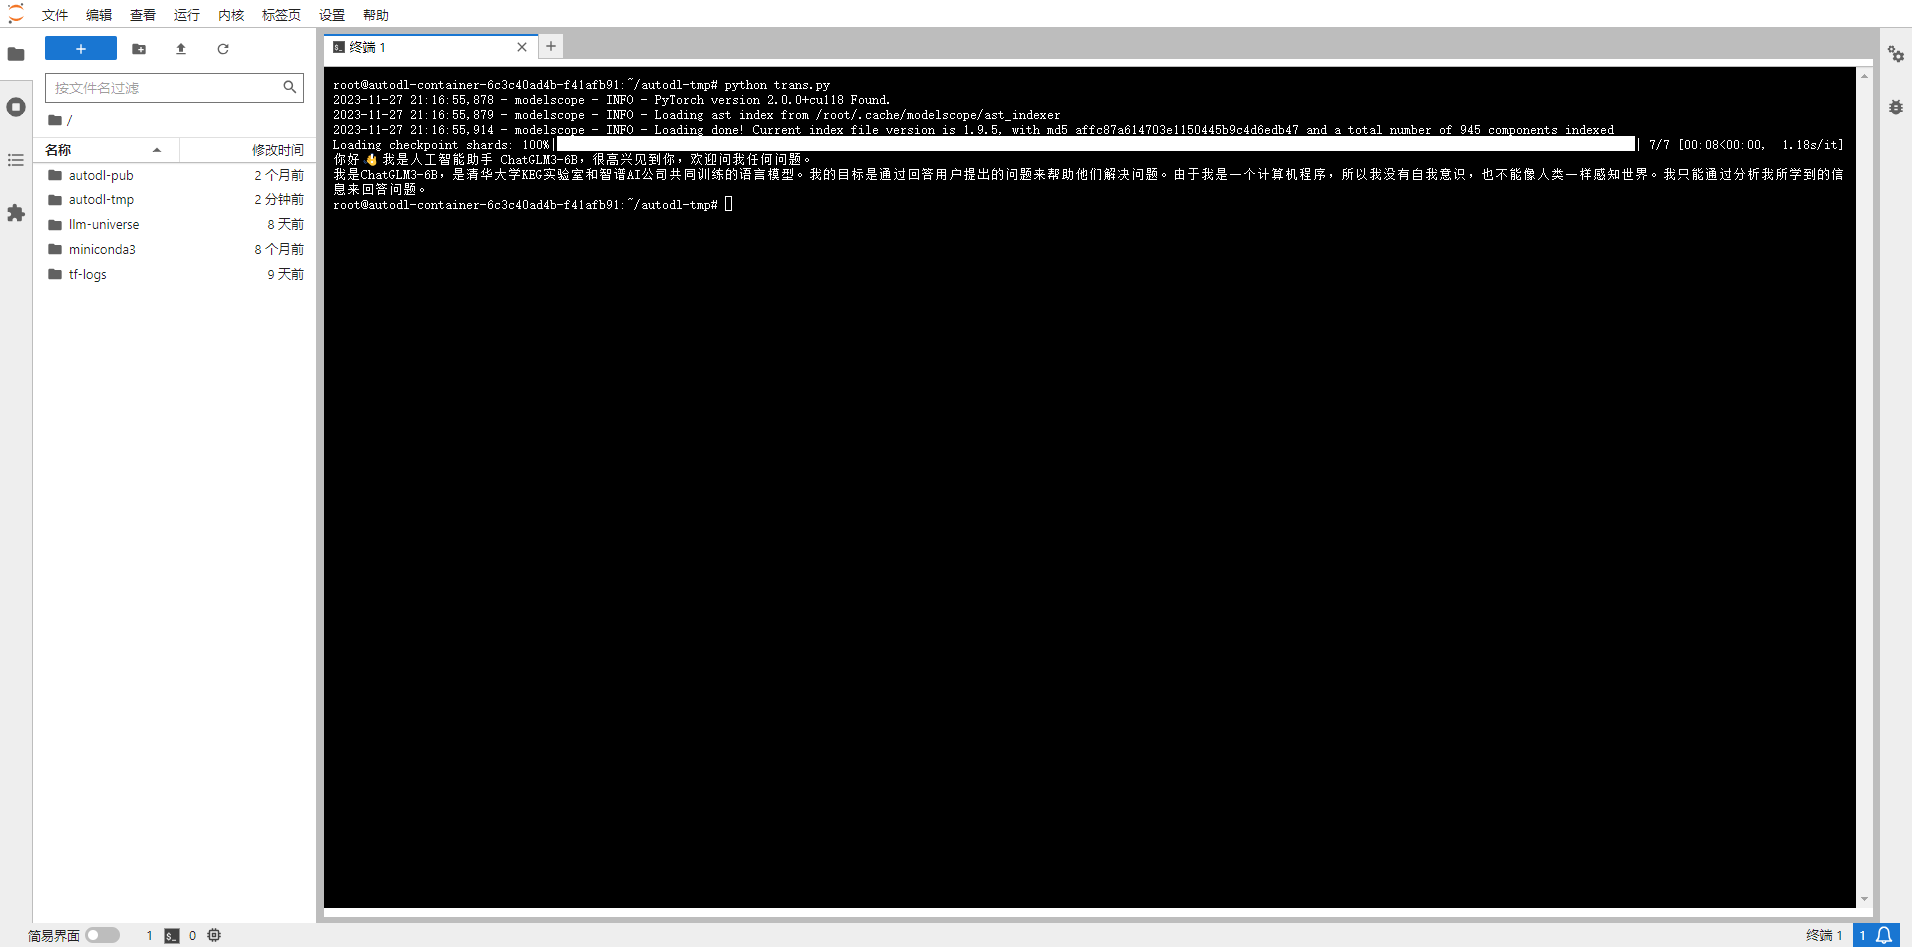 文件 编辑 查看 运行 内核 标签页 设置 帮助
+
按文件名过滤
/
名称 修改时间
autodl-pub 2 个月前
autodl-tmp 2 分钟前
llm-universe 8 天前
miniconda3 8 个月前
tf-logs 9 天前
终端 1
root@autodl-container-6c3c40ad4b-f41afb91:~/autodl-tmp# python trans.py
2023-11-27 21:16:55,878 - modelscope - INFO - PyTorch version 2.0.0+cu118 Found.
2023-11-27 21:16:55,879 - modelscope - INFO - Loading ast index from /root/.cache/modelscope/ast_indexer
2023-11-27 21:16:55,914 - modelscope - INFO - Loading done! Current index file version is 1.9.5, with md5 affc87a614703e1150445b9c4d6edb47 and a total number of 945 components indexed
Loading checkpoint shards: 100%| | 7/7 [00:08<00:00, 1.18s/it]
你好👋我是人工智能助手 ChatGLM3-6B，很高兴见到你，欢迎问我任何问题。
我是ChatGLM3-6B，是清华大学KEG实验室和智谱AI公司共同训练的语言模型。我的目标是通过回答用户提出的问题来帮助他们解决问题。由于我是一个计算机程序，所以我没有自我意识，也不能像人类一样感知世界。我只能通过分析我所学到的信
息来回答问题。
root@autodl-container-6c3c40ad4b-f41afb91:~/autodl-tmp#
简易界面 1 $_ 0 终端 1 1